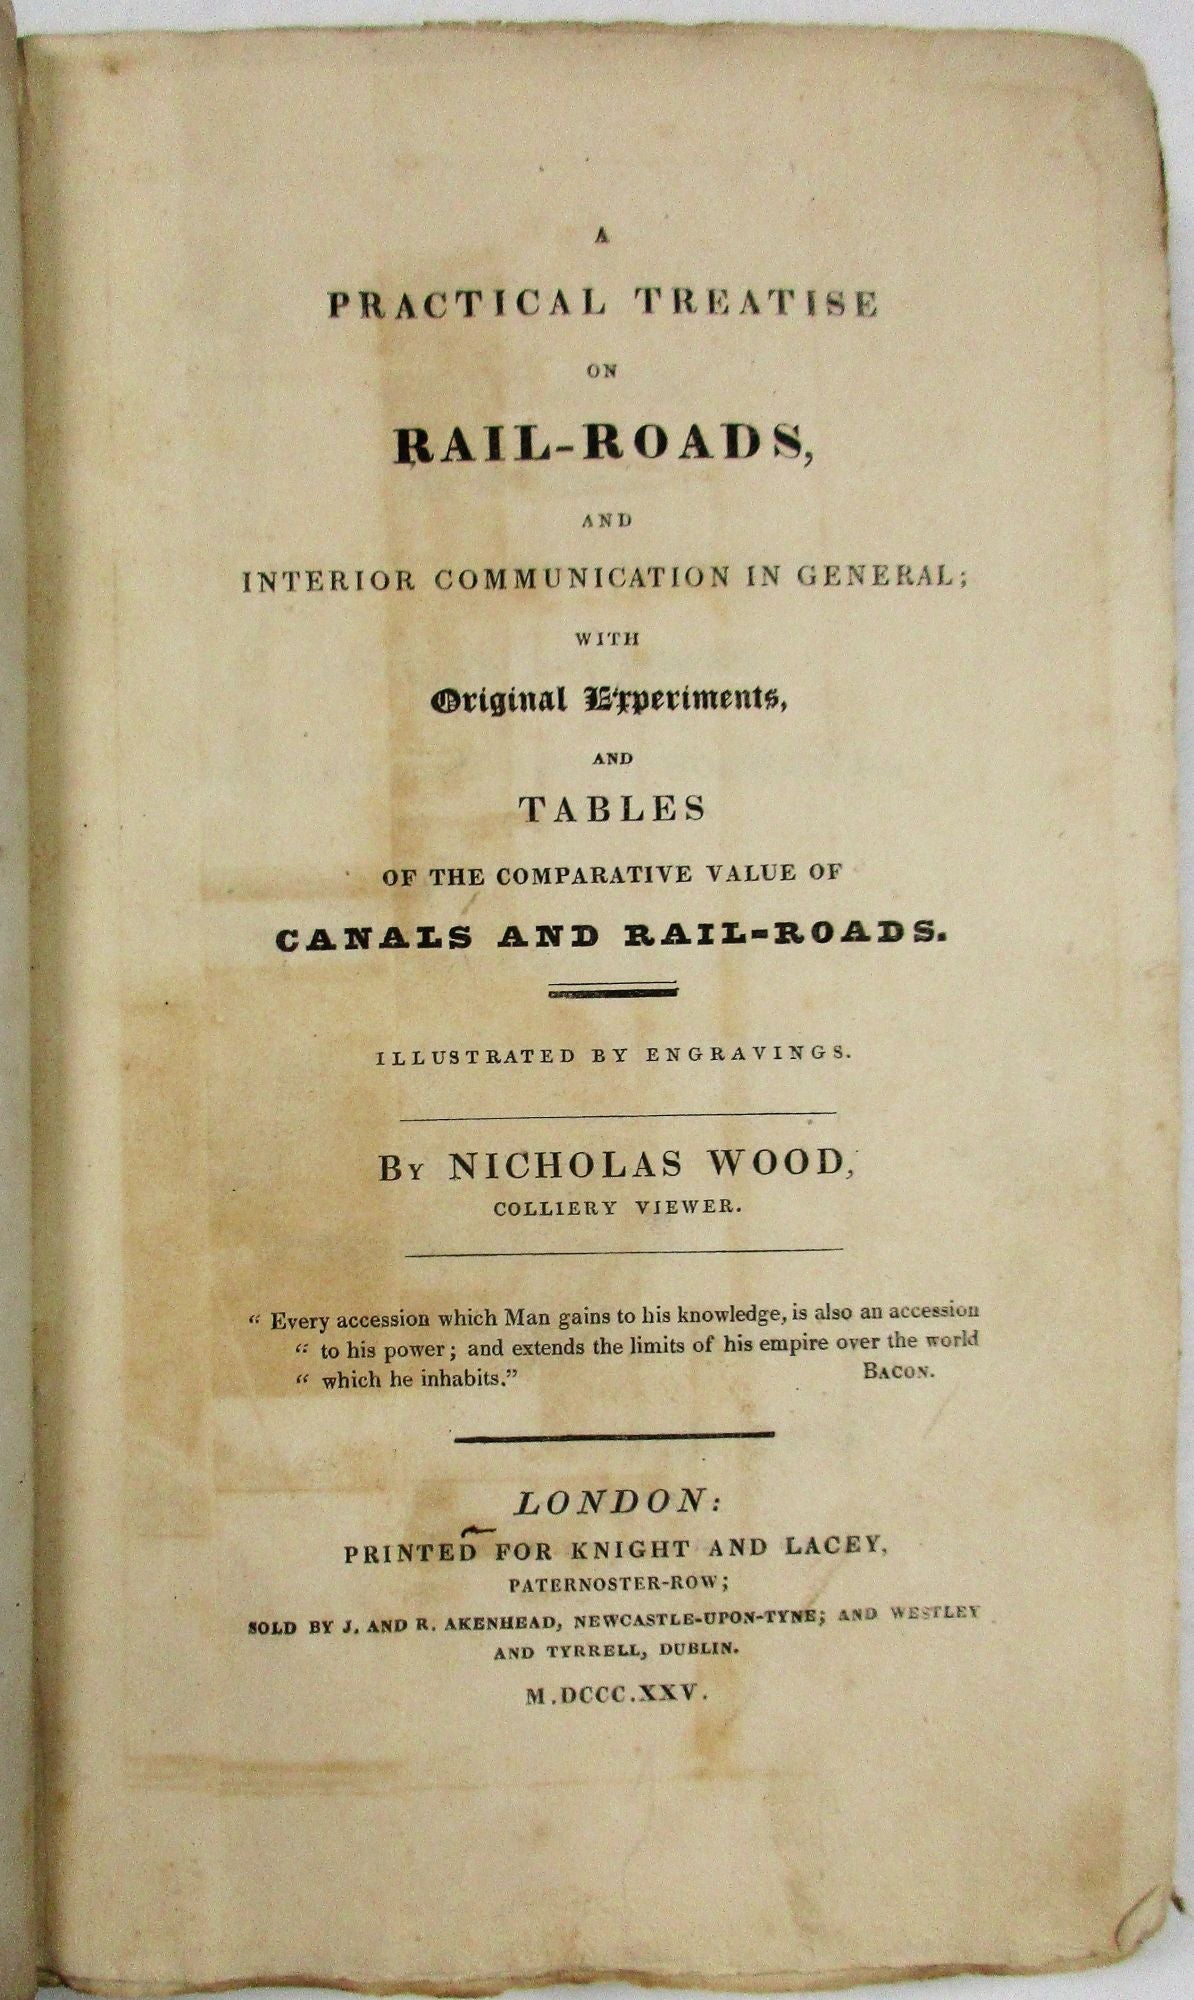 A
PRACTICAL TREATISE
ON
RAIL-ROADS,
AND
INTERIOR COMMUNICATION IN GENERAL;
WITH
Original Experiments,
AND
TABLES
OF THE COMPARATIVE VALUE OF
CANALS AND RAIL-ROADS.
ILLUSTRATED BY ENGRAVINGS.
BY NICHOLAS WOOD,
COLLIERY VIEWER.
“ Every accession which Man gains to his knowledge, is also an accession
“ to his power; and extends the limits of his empire over the world
“ which he inhabits.” BACON.
LONDON:
PRINTED FOR KNIGHT AND LACEY,
PATERNOSTER-ROW;
SOLD BY J. AND R. AKENHEAD, NEWCASTLE-UPON-TYNE; AND WESTLEY
AND TYRRELL, DUBLIN.
M.DCCC.XXV.